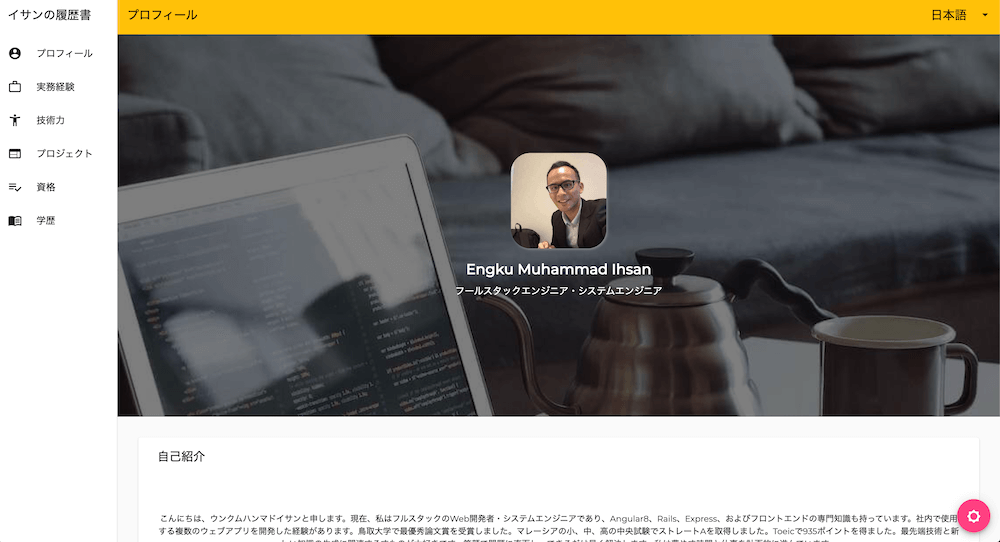 イサンの履歴書
プロフィール
日本語
プロフィール
実務経験
技術力
プロジェクト
資格
学歴
Engku Muhammad Ihsan
フールスタックエンジニア・システムエンジニア
自己紹介
こんにちは、ウンクムハンマドイサンと申します。現在、私はフルスタックのWeb開発者・システムエンジニアであり、Angular8、Rails、Express、およびフロントエンドの専門知識も持っています。社内で使用
する複数のウェブアプリを開発した経験があります。鳥取大学で最優秀論文賞を受賞しました。マレーシアの小、中、高の中央試験でストレートAを取得しました。Toeicで935ポイントを得ました。最先端技術と新